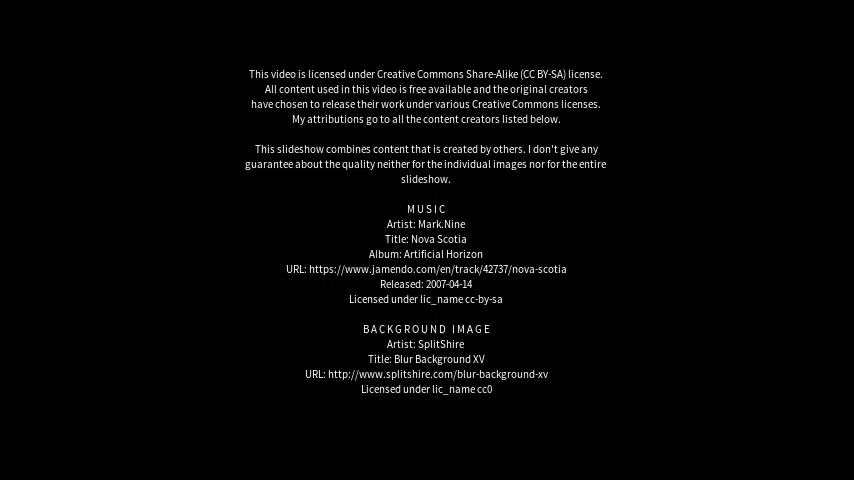 This video is licensed under Creative Commons Share-Alike (CC BY-SA) license.
All content used in this video is free available and the original creators
have chosen to release their work under various Creative Commons licenses.
My attributions go to all the content creators listed below.
This slideshow combines content that is created by others. I don't give any
guarantee about the quality neither for the individual images nor for the entire
slideshow.
MUSIC
Artist: Mark.Nine
Title: Nova Scotia
Album: Artificial Horizon
URL: https://www.jamendo.com/en/track/42737/nova-scotia
Released: 2007-04-14
Licensed under lic_name cc-by-sa
BACKGROUND IMAGE
Artist: SplitShire
Title: Blur Background XV
URL: http://www.splitshire.com/blur-background-xv
Licensed under lic_name cc0